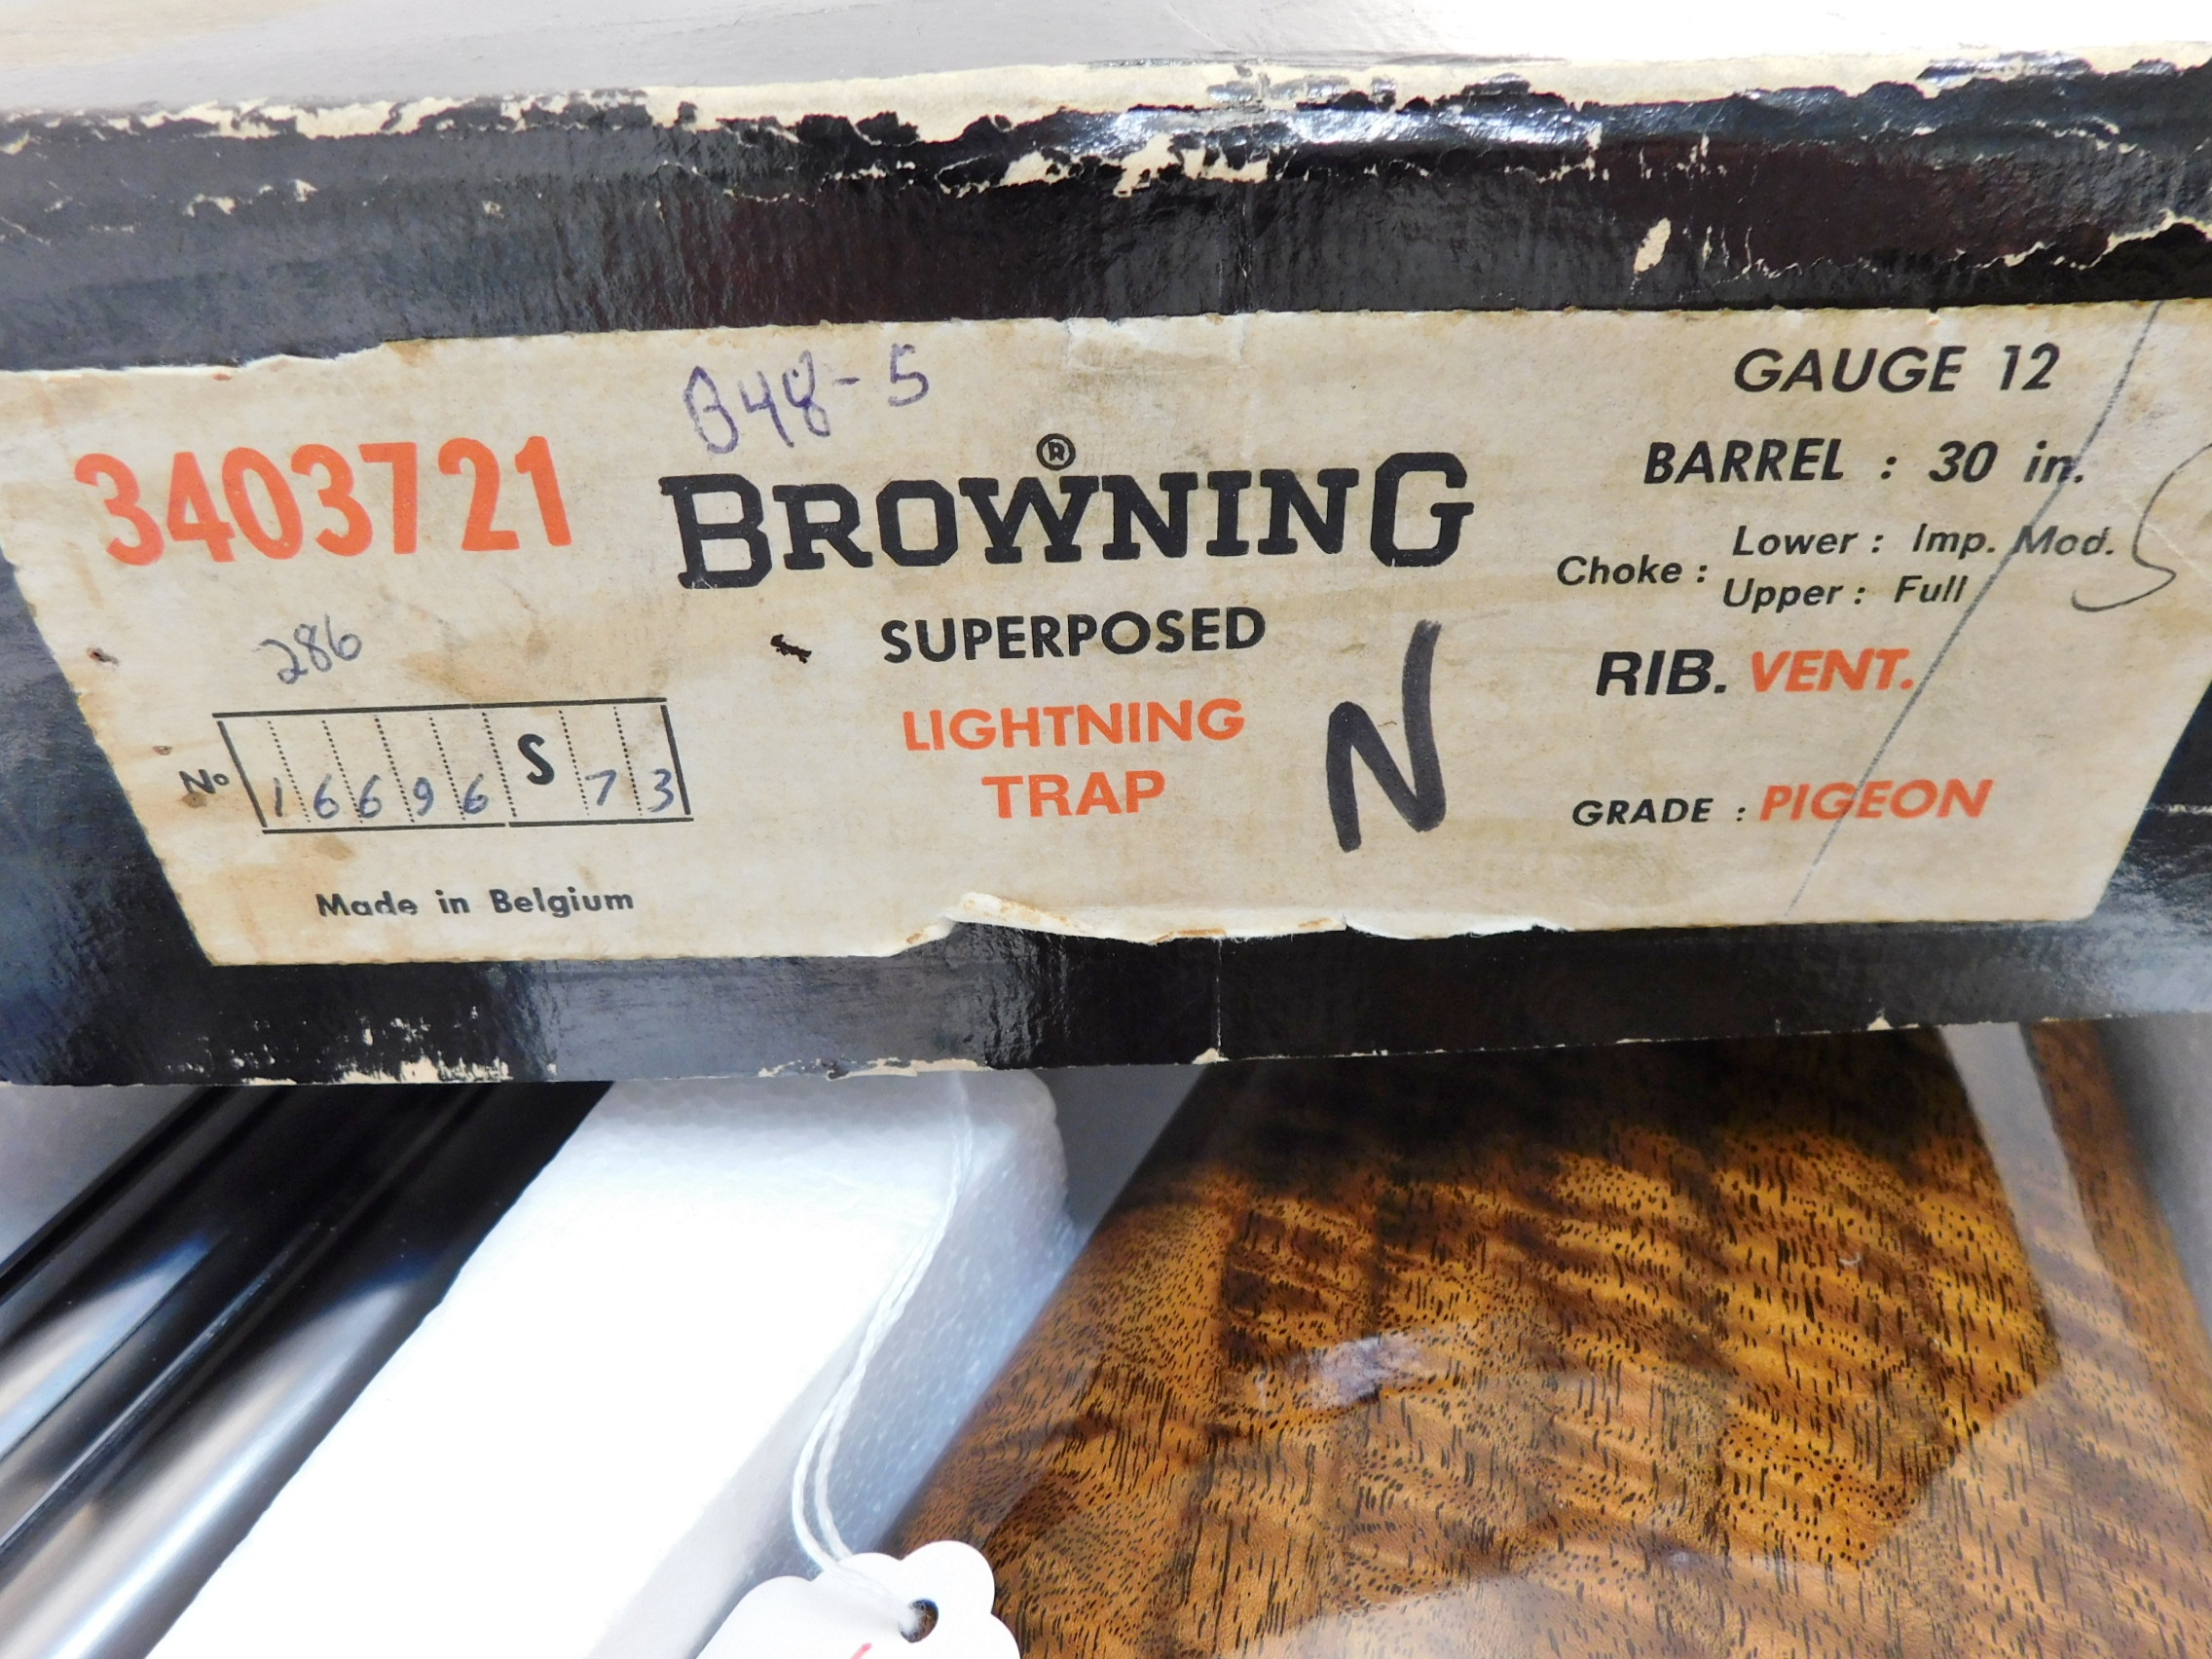 B48-5
3403721
BROWNING®
SUPERPOSED
LIGHTNING
TRAP
N
286
No 16696 S 73
Made in Belgium
GAUGE 12
BARREL : 30 in.
Choke : Lower : Imp. Mod.
Upper : Full
RIB. VENT.
GRADE : PIGEON